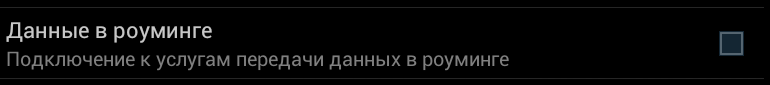 Данные в роуминге
Подключение к услугам передачи данных в роуминге